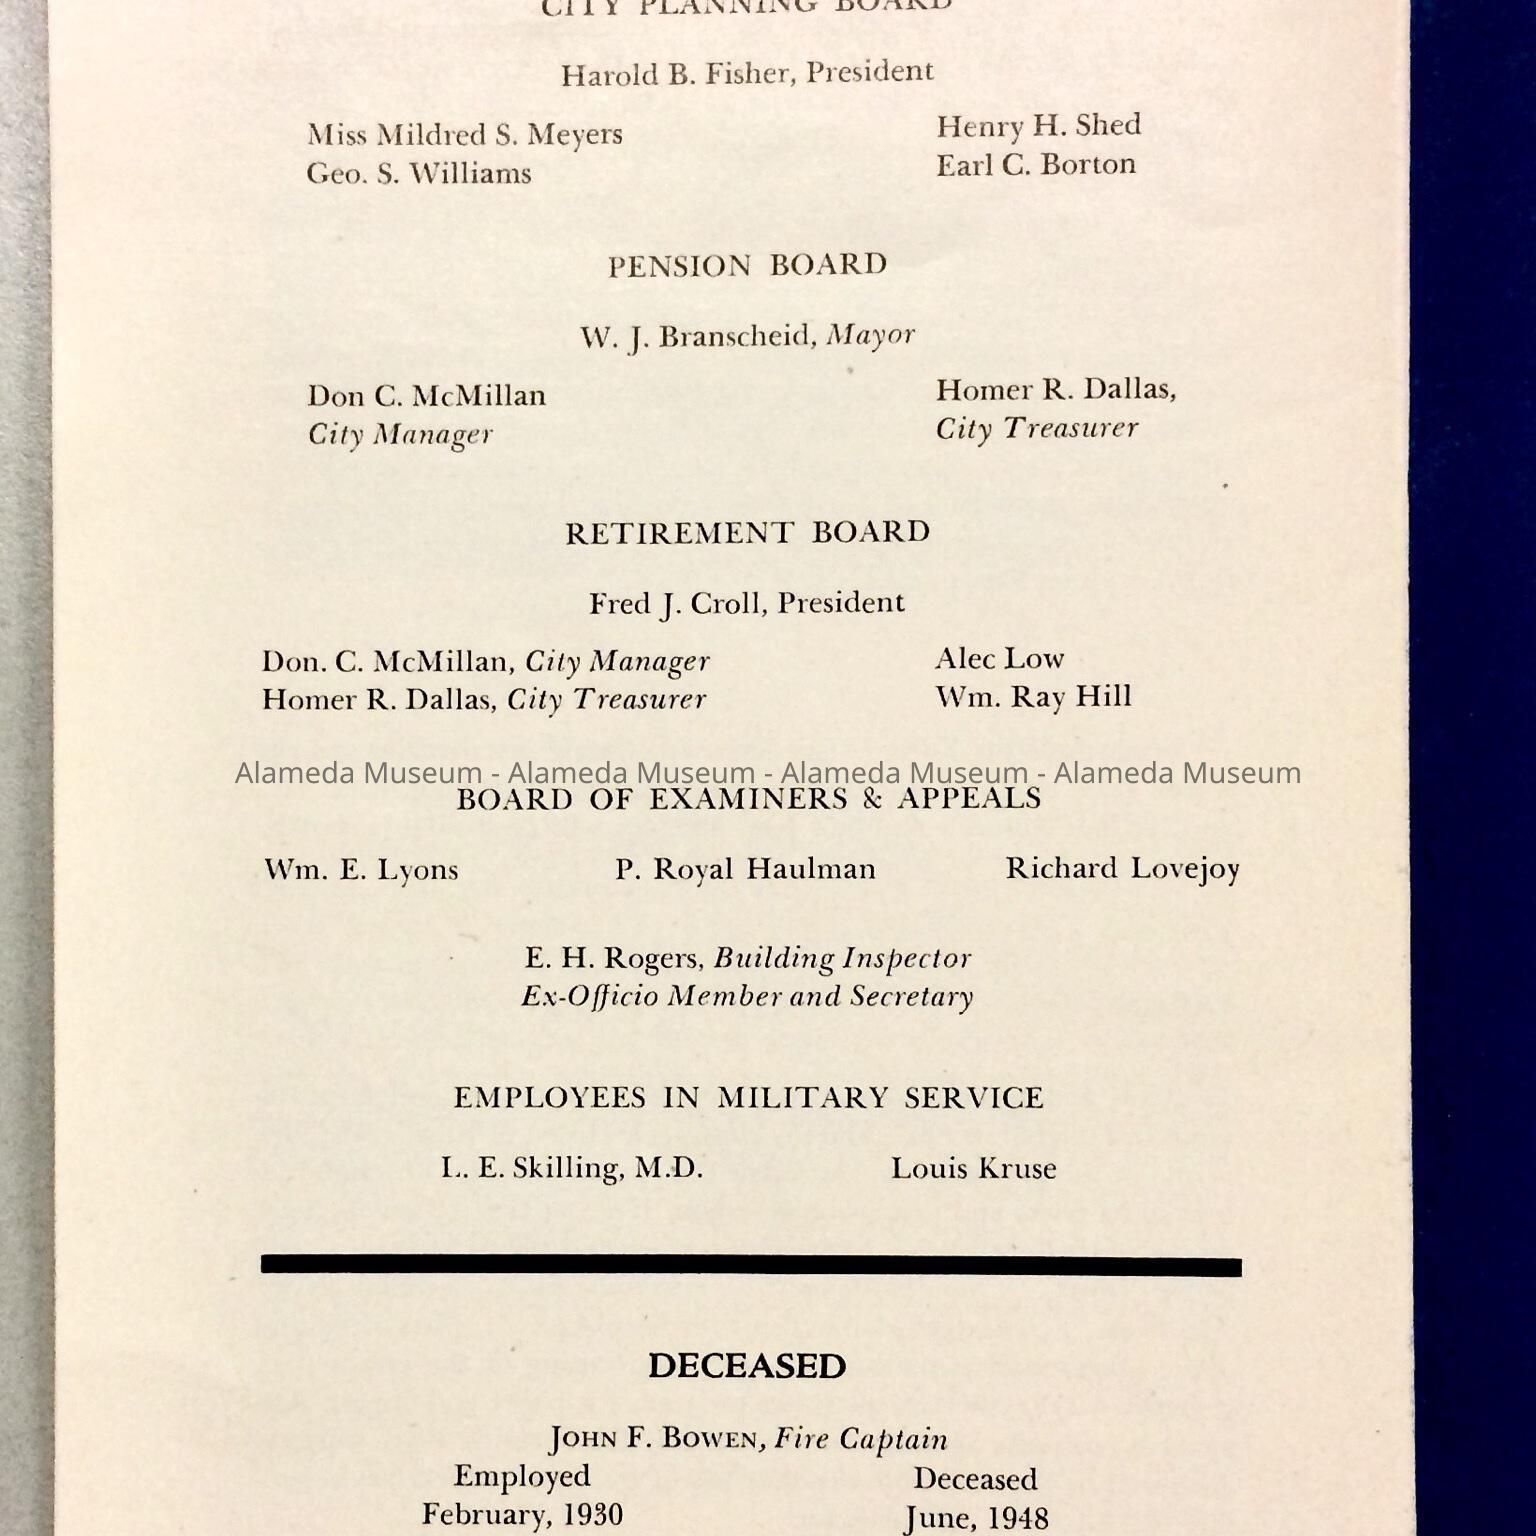 CITY PLANNING BOARD
Harold B. Fisher, President
Miss Mildred S. Meyers
Geo. S. Williams
Henry H. Shed
Earl C. Borton
PENSION BOARD
W. J. Branscheid, Mayor
Don C. McMillan
City Manager
Homer R. Dallas,
City Treasurer
RETIREMENT BOARD
Fred J. Croll, President
Don. C. McMillan, City Manager
Homer R. Dallas, City Treasurer
Alec Low
Wm. Ray Hill
Alameda Museum - Alameda Museum - Alameda Museum - Alameda Museum
BOARD OF EXAMINERS & APPEALS
Wm. E. Lyons P. Royal Haulman Richard Lovejoy
E. H. Rogers, Building Inspector
Ex-Officio Member and Secretary
EMPLOYEES IN MILITARY SERVICE
L. E. Skilling, M.D. Louis Kruse
DECEASED
JOHN F. BOWEN, Fire Captain
Employed
February, 1930
Deceased
June, 1948